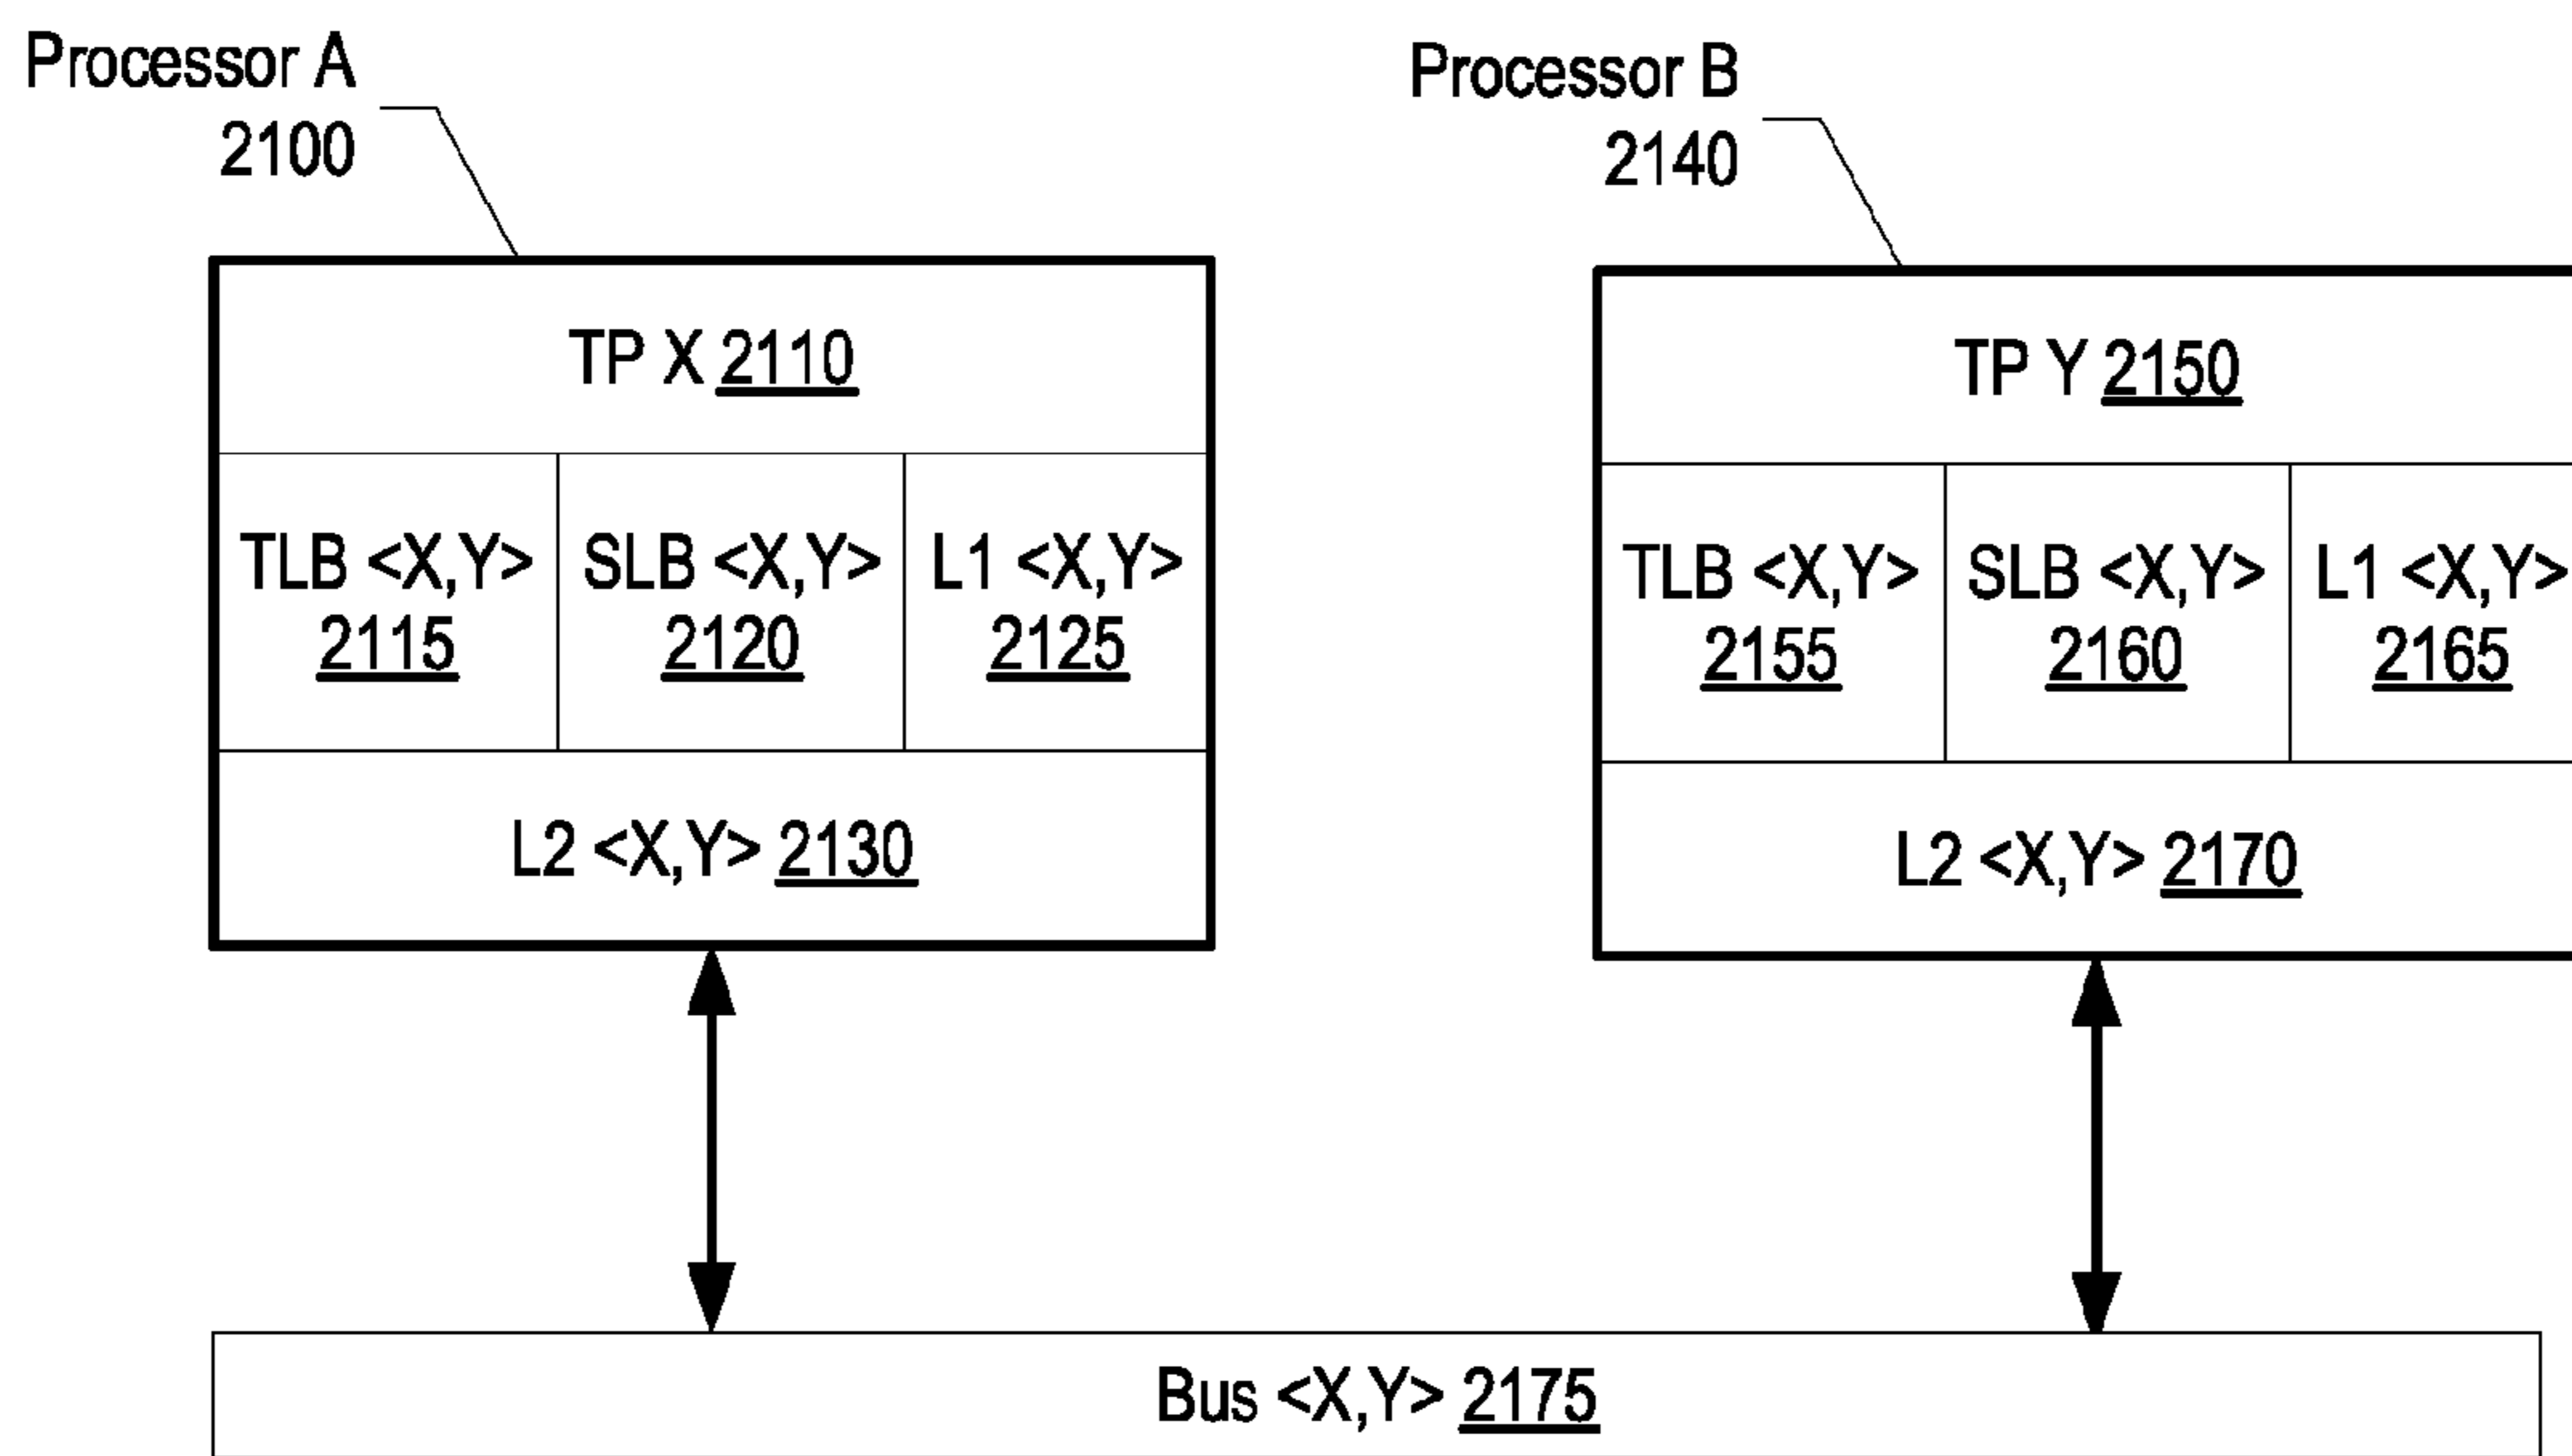 Processor A
2100
Processor B
2140
TP X 2110
TLB <X,Y>
2115
SLB <X,Y>
2120
L1 <X,Y>
2125
L2 <X,Y> 2130
TP Y 2150
TLB <X,Y>
2155
SLB <X,Y>
2160
L1 <X,Y>
2165
L2 <X,Y> 2170
Bus <X,Y> 2175